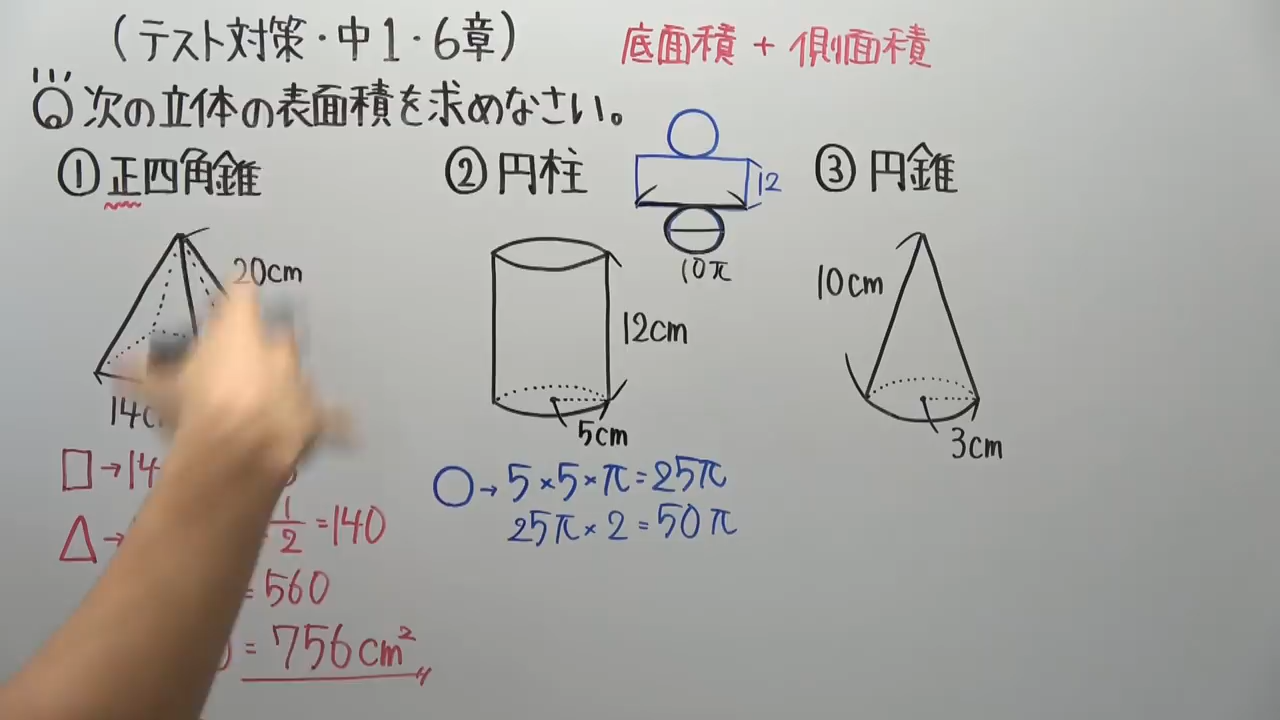 (テスト対策・中1・6章)
底面積 + 側面積
Q 次の立体の表面積を求めなさい。
①正四角錐
20cm
14c
□→14
△→
1/2 =140
=560
=756cm²
②円柱
12
10π
12cm
5cm
○→5×5×π=25π
25π×2=50π
③円錐
10cm
3cm